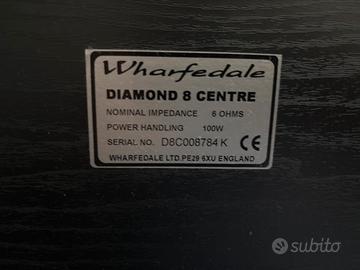 Wharfedale
DIAMOND 8 CENTRE
NOMINAL IMPEDANCE 6 OHMS
POWER HANDLING 100W
SERIAL NO. D8C008784 K CE
WHARFEDALE LTD.PE29 6XU ENGLAND
subito